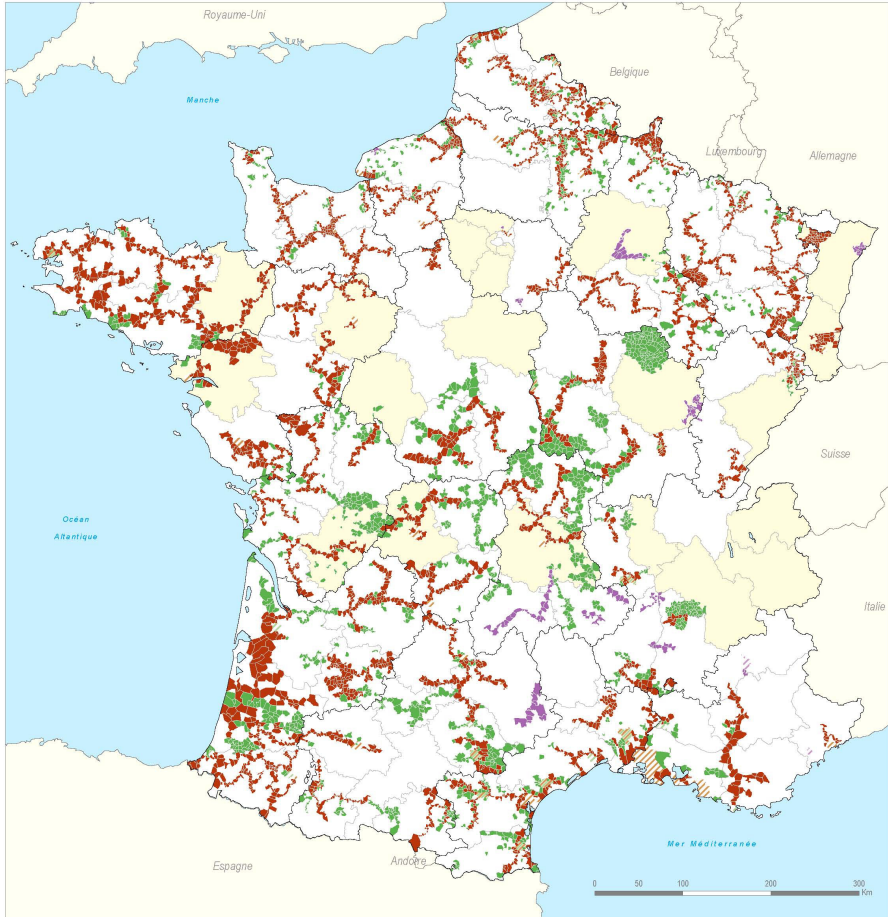 Royaume-Uni
Belgique
Manche
Luxembourg
Allemagne
Suisse
Océan
Atlantique
Italie
Mer Méditerranée
Espagne
Andorre
0 50 100 200 300
Km